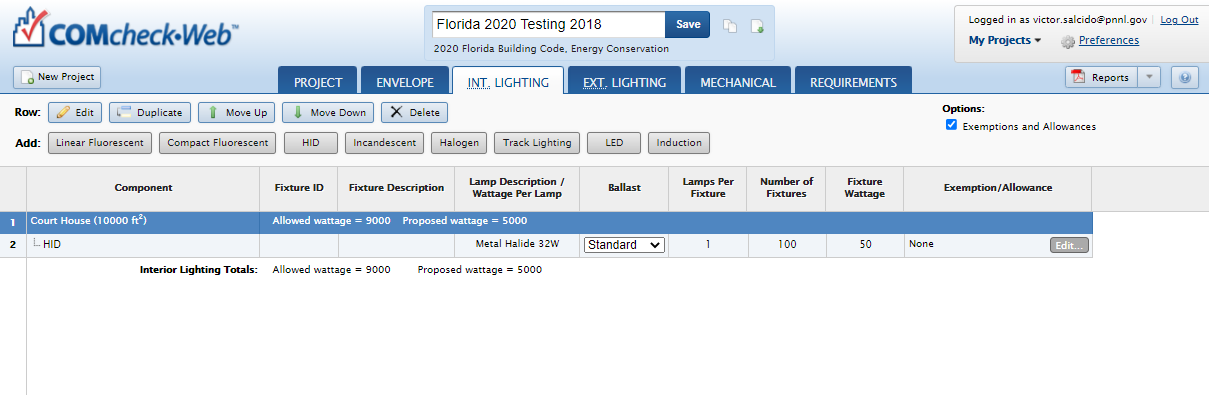 COMcheck-Web™
Florida 2020 Testing 2018
Save
2020 Florida Building Code, Energy Conservation
Logged in as victor.salcido@pnnl.gov | Log Out
My Projects
Preferences
New Project
PROJECT
ENVELOPE
INT. LIGHTING
EXT. LIGHTING
MECHANICAL
REQUIREMENTS
Reports
Row:
Edit
Duplicate
Move Up
Move Down
Delete
Options:
Exemptions and Allowances
Add:
Linear Fluorescent
Compact Fluorescent
HID
Incandescent
Halogen
Track Lighting
LED
Induction
Component
Fixture ID
Fixture Description
Lamp Description /
Wattage Per Lamp
Ballast
Lamps Per
Fixture
Number of
Fixtures
Fixture
Wattage
Exemption/Allowance
1 Court House (10000 ft²) Allowed wattage = 9000 Proposed wattage = 5000
2 HID Metal Halide 32W Standard 1 100 50 None Edit...
Interior Lighting Totals: Allowed wattage = 9000 Proposed wattage = 5000